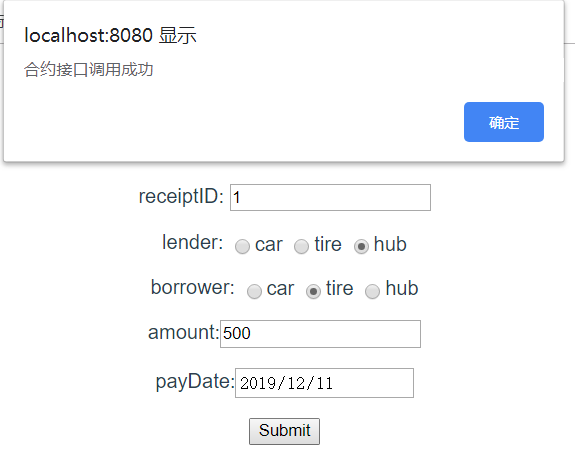 localhost:8080 显示
合约接口调用成功
确定
receiptID: 1
lender: car tire hub
borrower: car tire hub
amount: 500
payDate: 2019/12/11
Submit